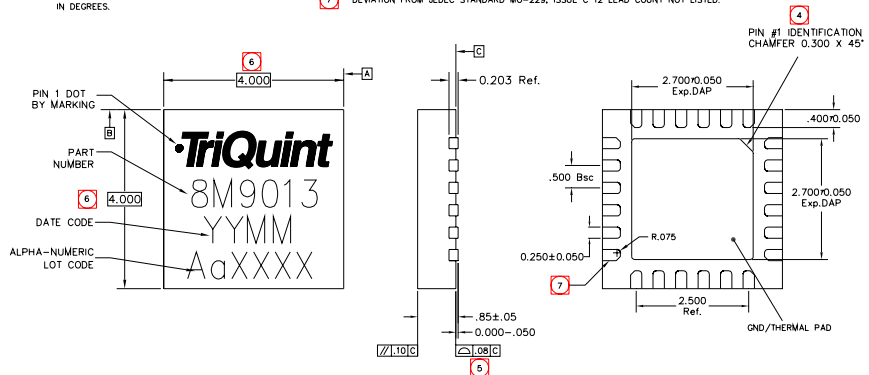 IN DEGREES.
7 DEVIATION FROM JEDEC STANDARD MO-229, ISSUE C 12 LEAD COUNT NOT LISTED.
4
PIN #1 IDENTIFICATION
CHAMFER 0.300 X 45°
6
4.000
A
C
0.203 Ref.
2.700±0.050
Exp.DAP
.400±0.050
PIN 1 DOT
BY MARKING
B
TriQuint
PART
NUMBER
8M9013
.500 Bsc
2.700±0.050
Exp.DAP
6
4.000
DATE CODE
YYMM
R.075
ALPHA-NUMERIC
LOT CODE
AaXXXX
0.250±0.050
7
2.500
Ref.
.85±.05
0.000-.050
GND/THERMAL PAD
// .10 C
⌓ .08 C
5